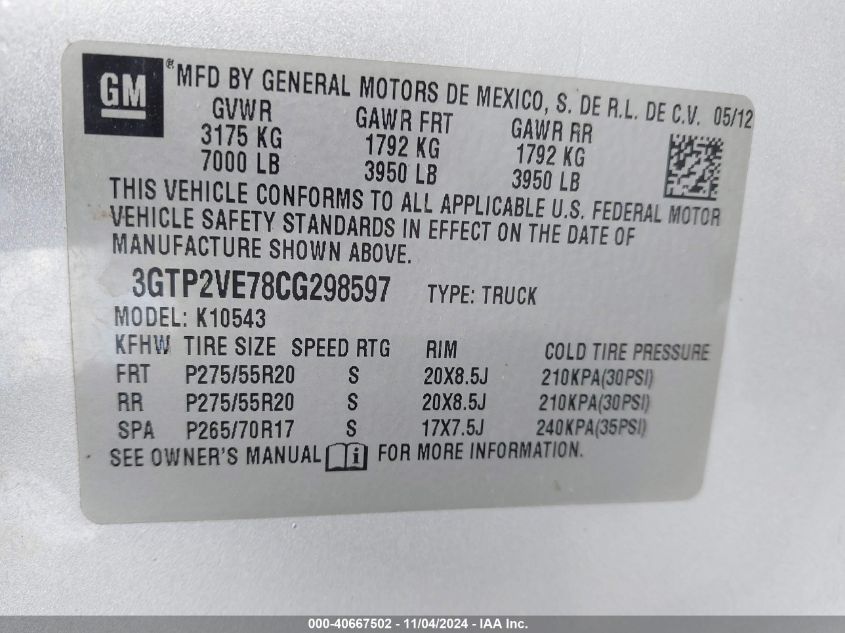 GM ® MFD BY GENERAL MOTORS DE MEXICO, S. DE R.L. DE C.V. 05/12
GVWR GAWR FRT GAWR RR
3175 KG 1792 KG 1792 KG
7000 LB 3950 LB 3950 LB
THIS VEHICLE CONFORMS TO ALL APPLICABLE U.S. FEDERAL MOTOR
VEHICLE SAFETY STANDARDS IN EFFECT ON THE DATE OF
MANUFACTURE SHOWN ABOVE.
3GTP2VE78CG298597 TYPE: TRUCK
MODEL: K10543
KFHW TIRE SIZE SPEED RTG RIM COLD TIRE PRESSURE
FRT P275/55R20 S 20X8.5J 210KPA(30PSI)
RR P275/55R20 S 20X8.5J 210KPA(30PSI)
SPA P265/70R17 S 17X7.5J 240KPA(35PSI)
SEE OWNER'S MANUAL i FOR MORE INFORMATION.
000-40667502 - 11/04/2024 - IAA Inc.